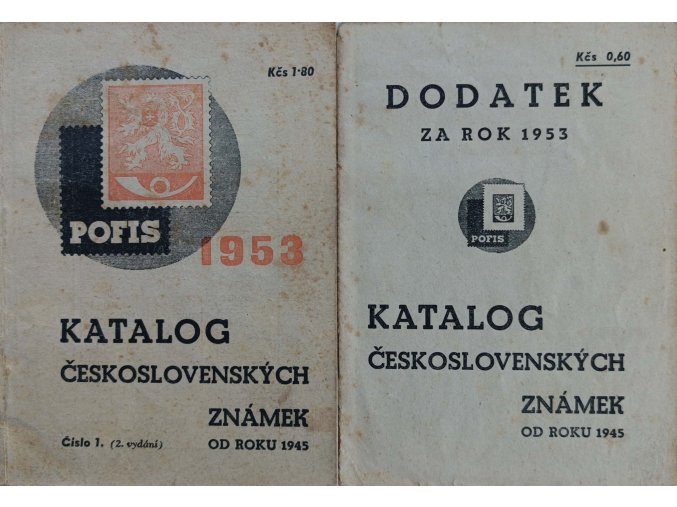 Kčs 1·80
POFIS
1953
KATALOG
ČESKOSLOVENSKÝCH
ZNÁMEK
Číslo 1. (2. vydání)
OD ROKU 1945
Kčs 0,60
DODATEK
ZA ROK 1953
POFIS
KATALOG
ČESKOSLOVENSKÝCH
ZNÁMEK
OD ROKU 1945